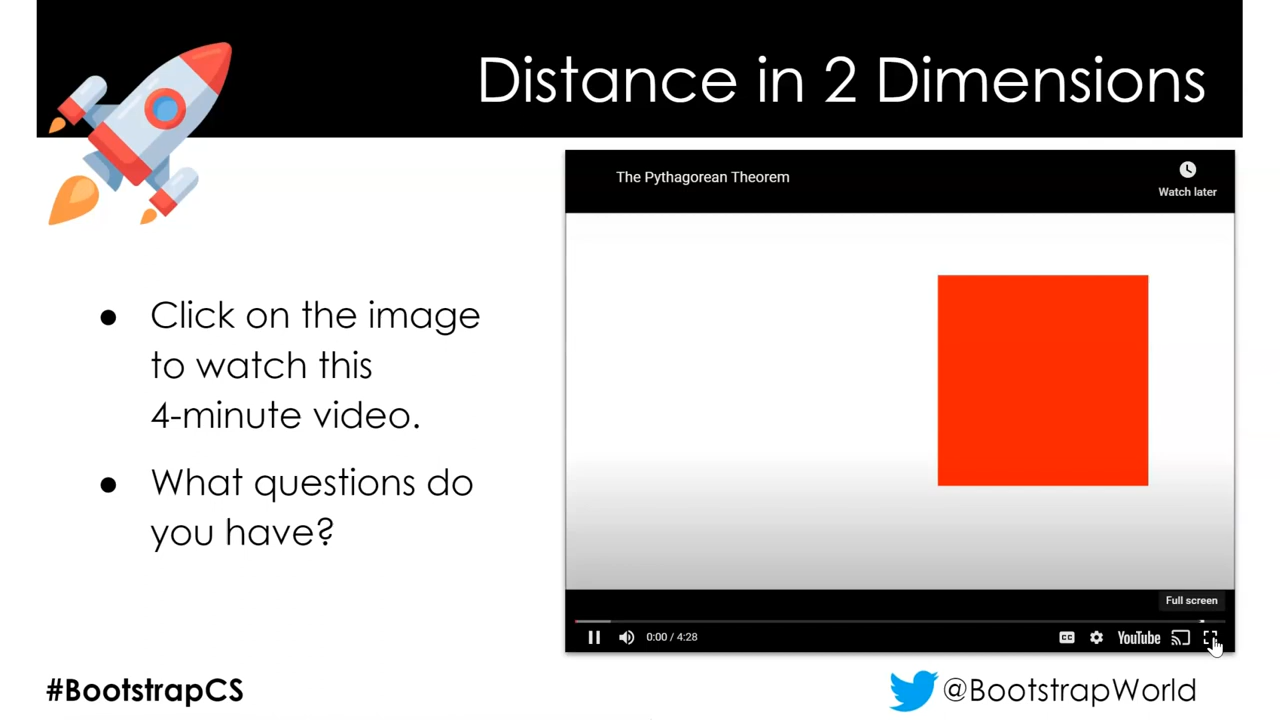 Distance in 2 Dimensions
The Pythagorean Theorem
Watch later
● Click on the image
to watch this
4-minute video.
● What questions do
you have?
Full screen
0:00 / 4:28
CC
YouTube
#BootstrapCS
@BootstrapWorld